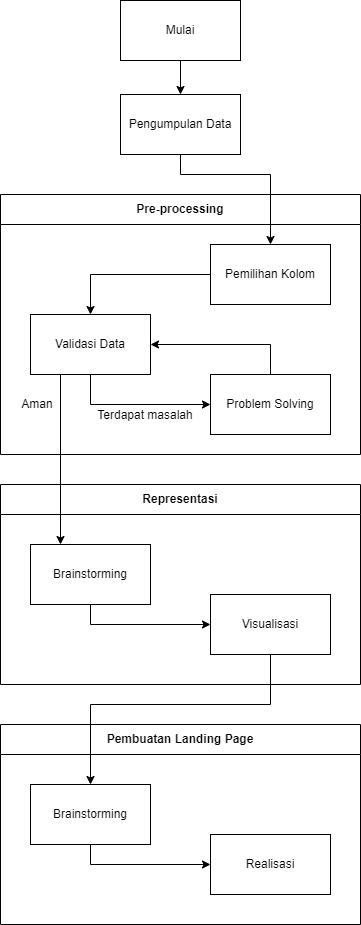 Mulai
Pengumpulan Data
Pre-processing
Pemilihan Kolom
Validasi Data
Aman
Terdapat masalah
Problem Solving
Representasi
Brainstorming
Visualisasi
Pembuatan Landing Page
Brainstorming
Realisasi